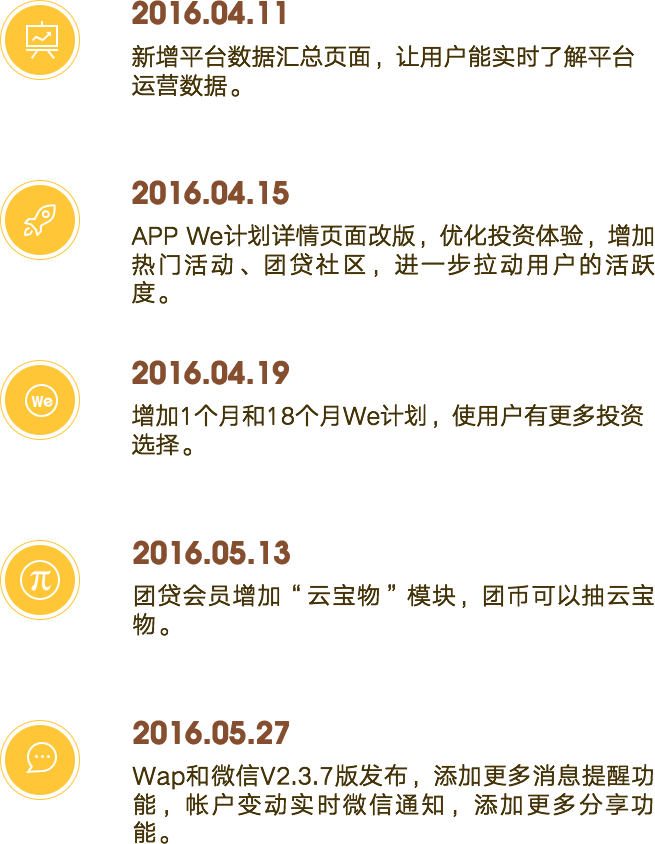 2016.04.11
新增平台数据汇总页面，让用户能实时了解平台
运营数据。
2016.04.15
APP We计划详情页面改版，优化投资体验，增加
热门活动、团贷社区，进一步拉动用户的活跃
度。
2016.04.19
We
增加1个月和18个月We计划，使用户有更多投资
选择。
2016.05.13
π
团贷会员增加“云宝物”模块，团币可以抽云宝
物。
2016.05.27
Wap和微信V2.3.7版发布，添加更多消息提醒功
能，帐户变动实时微信通知，添加更多分享功
能。